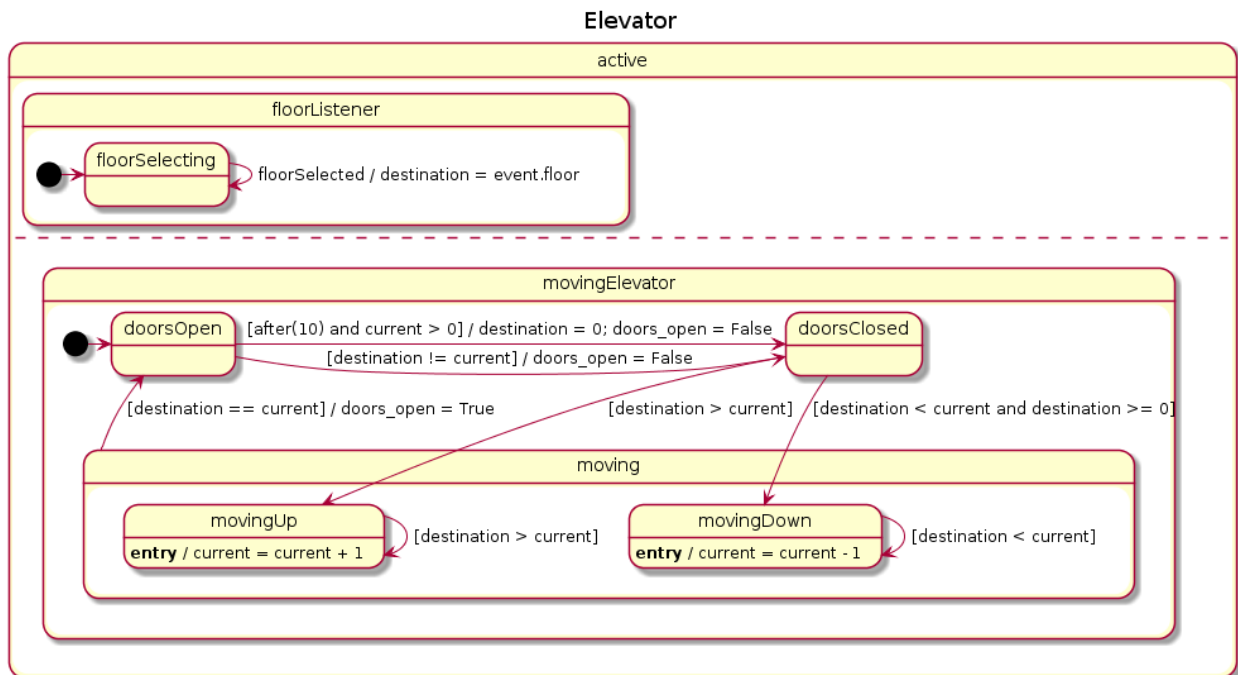 Elevator
active
floorListener
floorSelecting
floorSelected / destination = event.floor
movingElevator
doorsOpen
[after(10) and current > 0] / destination = 0; doors_open = False
doorsClosed
[destination != current] / doors_open = False
[destination == current] / doors_open = True
[destination > current]
[destination < current and destination >= 0]
moving
movingUp
entry / current = current + 1
[destination > current]
movingDown
entry / current = current - 1
[destination < current]